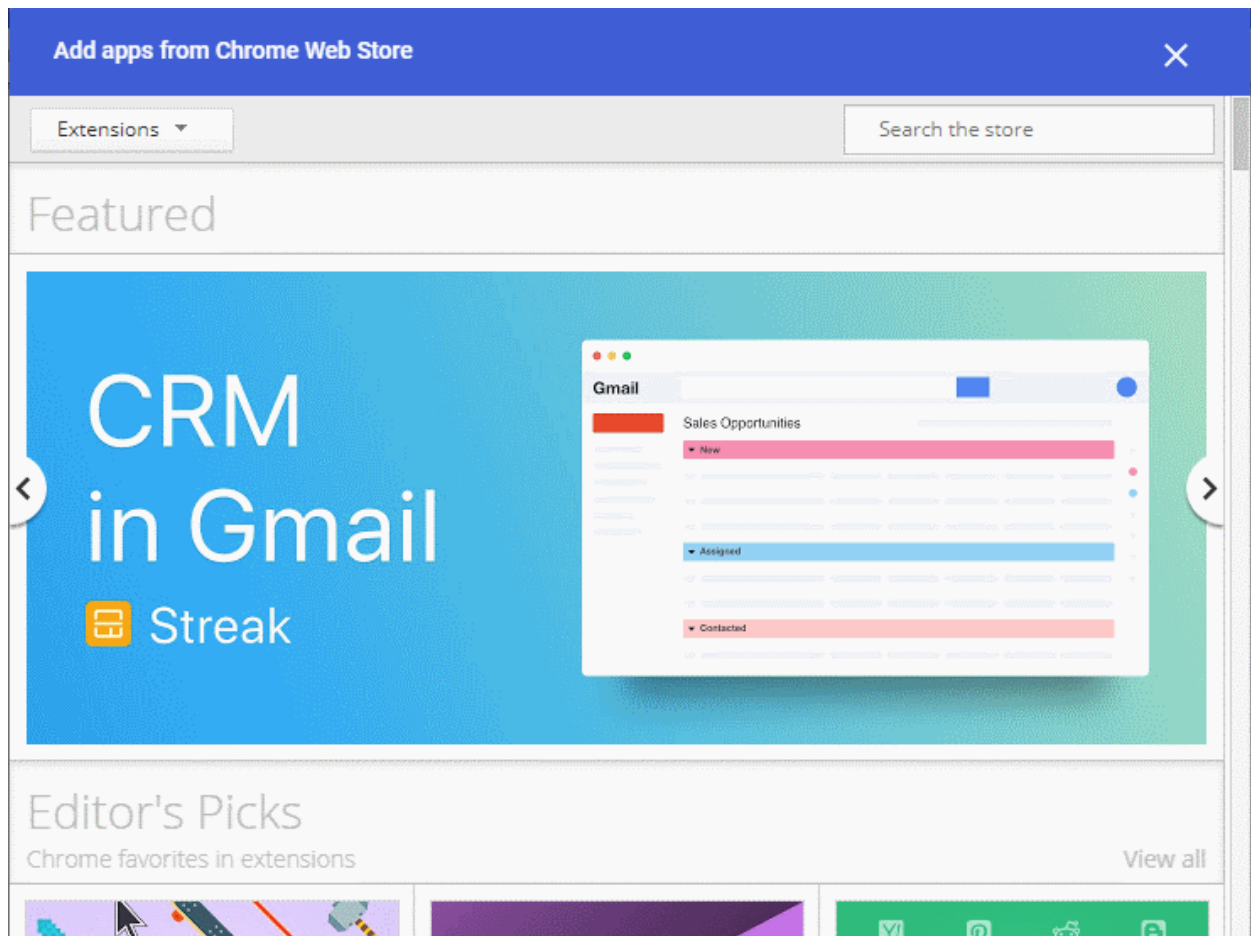 Add apps from Chrome Web Store
Extensions
Search the store
Featured
CRM
in Gmail
Streak
Gmail
Sales Opportunities
New
Assigned
Contacted
Editor's Picks
Chrome favorites in extensions
View all